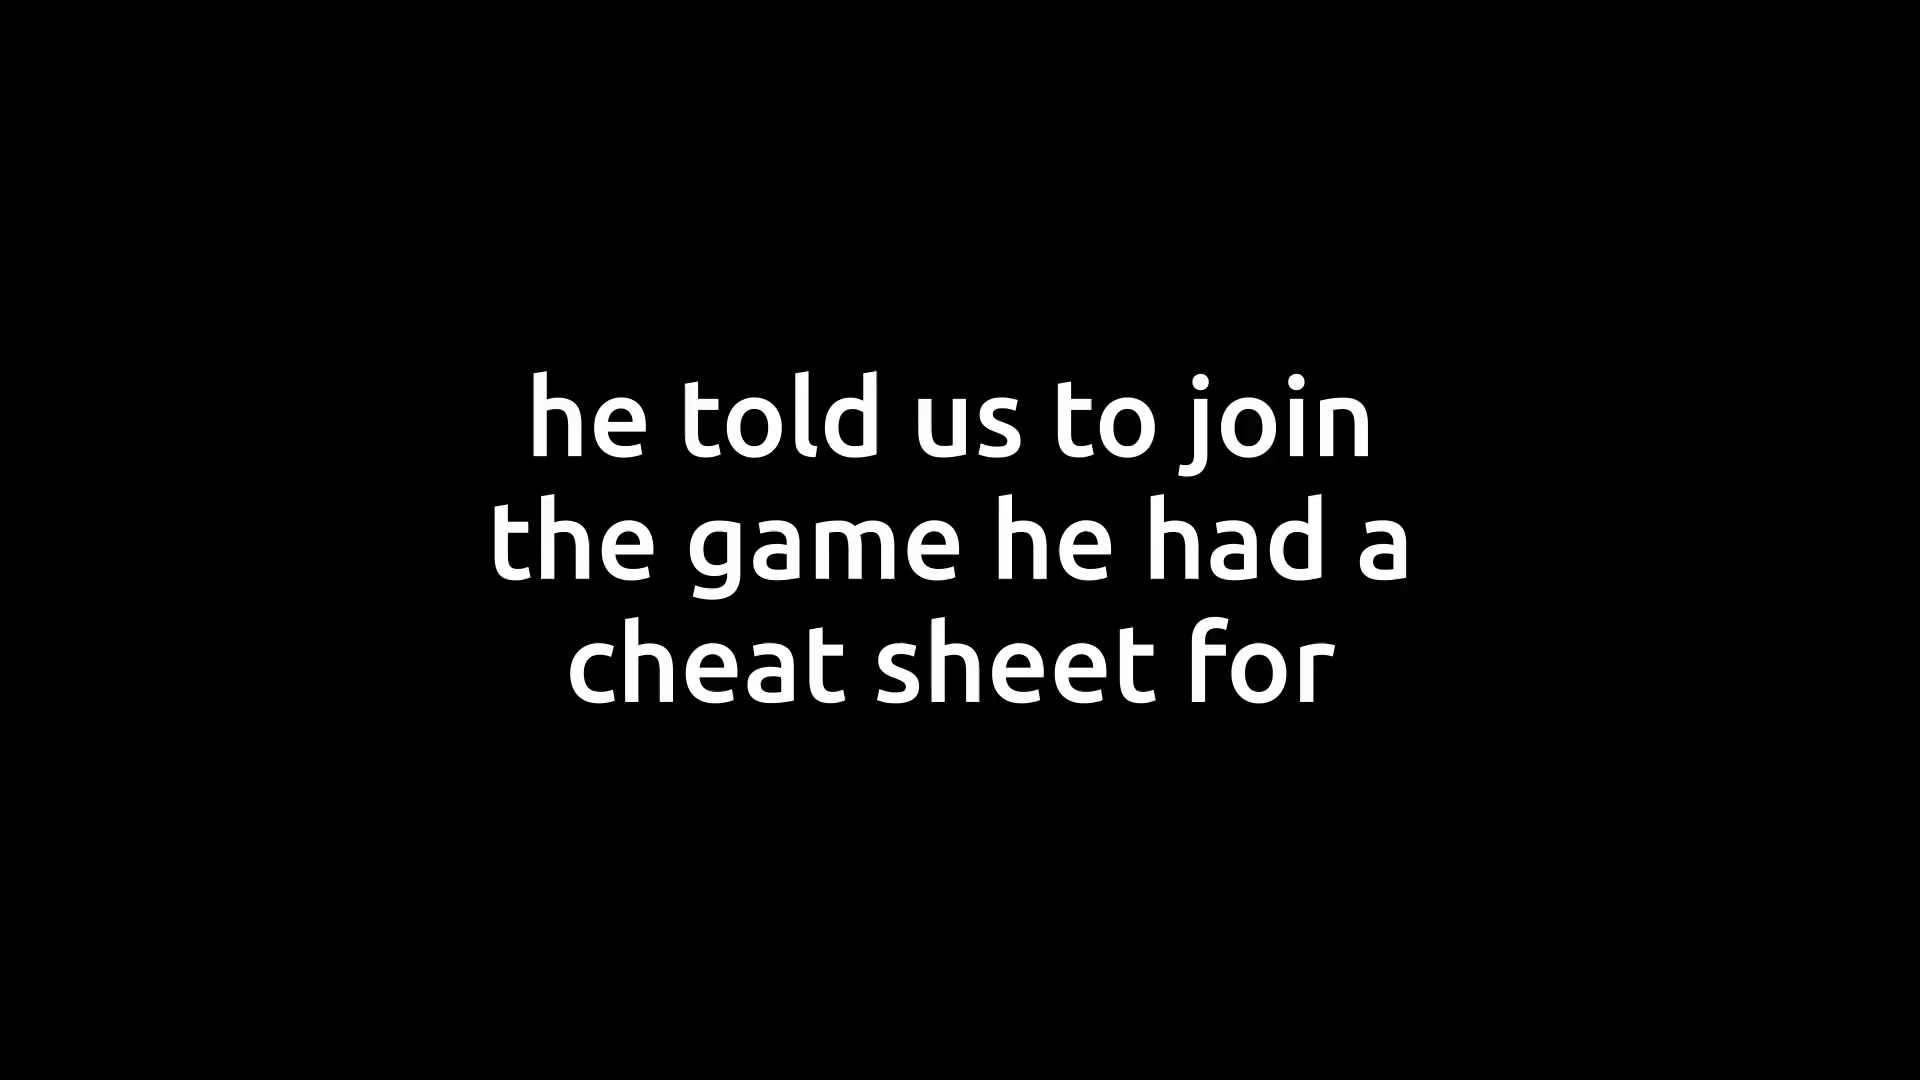 he told us to join
the game he had a
cheat sheet for